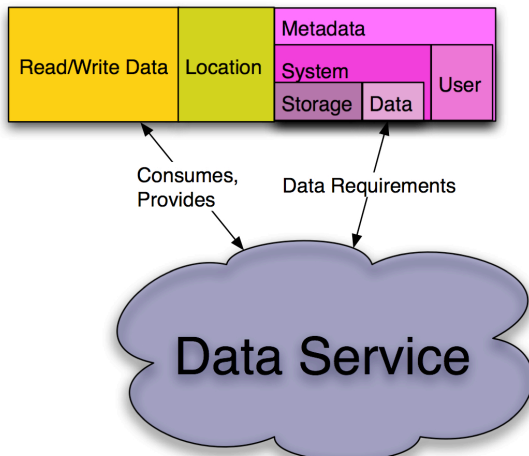 Metadata
Read/Write Data
Location
System
User
Storage
Data
Consumes,
Provides
Data Requirements
Data Service